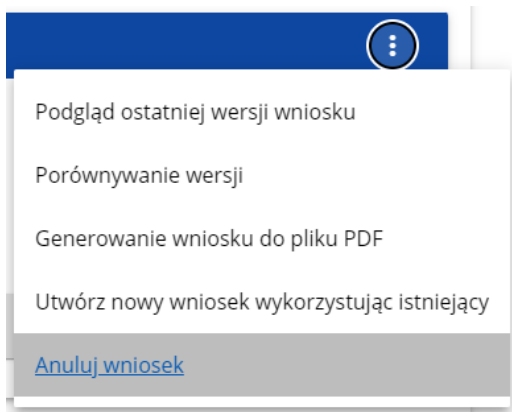 Podgląd ostatniej wersji wniosku
Porównywanie wersji
Generowanie wniosku do pliku PDF
Utwórz nowy wniosek wykorzystując istniejący
Anuluj wniosek